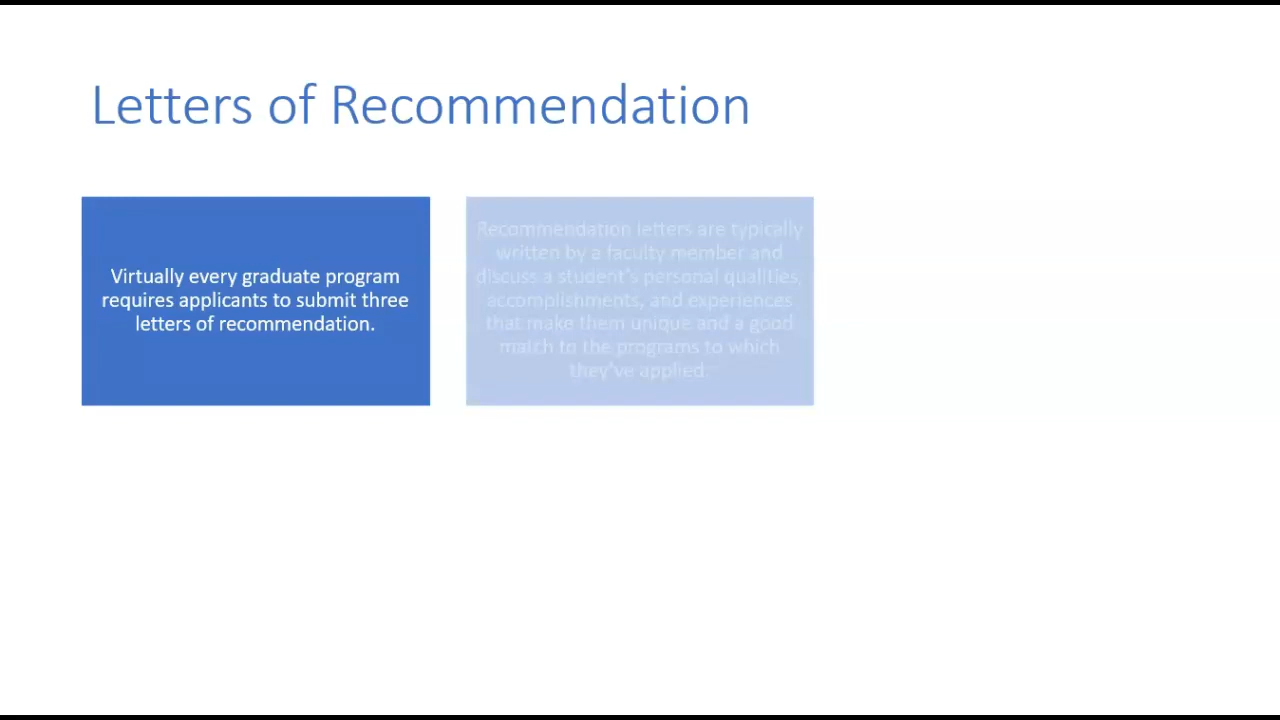 Letters of Recommendation
Virtually every graduate program
requires applicants to submit three
letters of recommendation.
Recommendation letters are typically
written by a faculty member and
discuss a student's personal qualities,
accomplishments, and experiences
that make them unique and a good
match to the programs to which
they've applied.